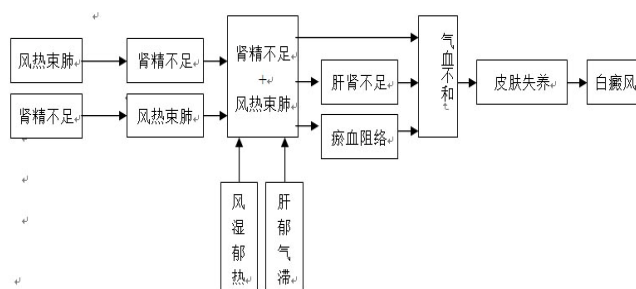 风热束肺
肾精不足
肾精不足
风热束肺
肾精不足
+
风热束肺
肝肾不足
瘀血阻络
气血不和
皮肤失养
白癜风
风湿郁热
肝郁气滞